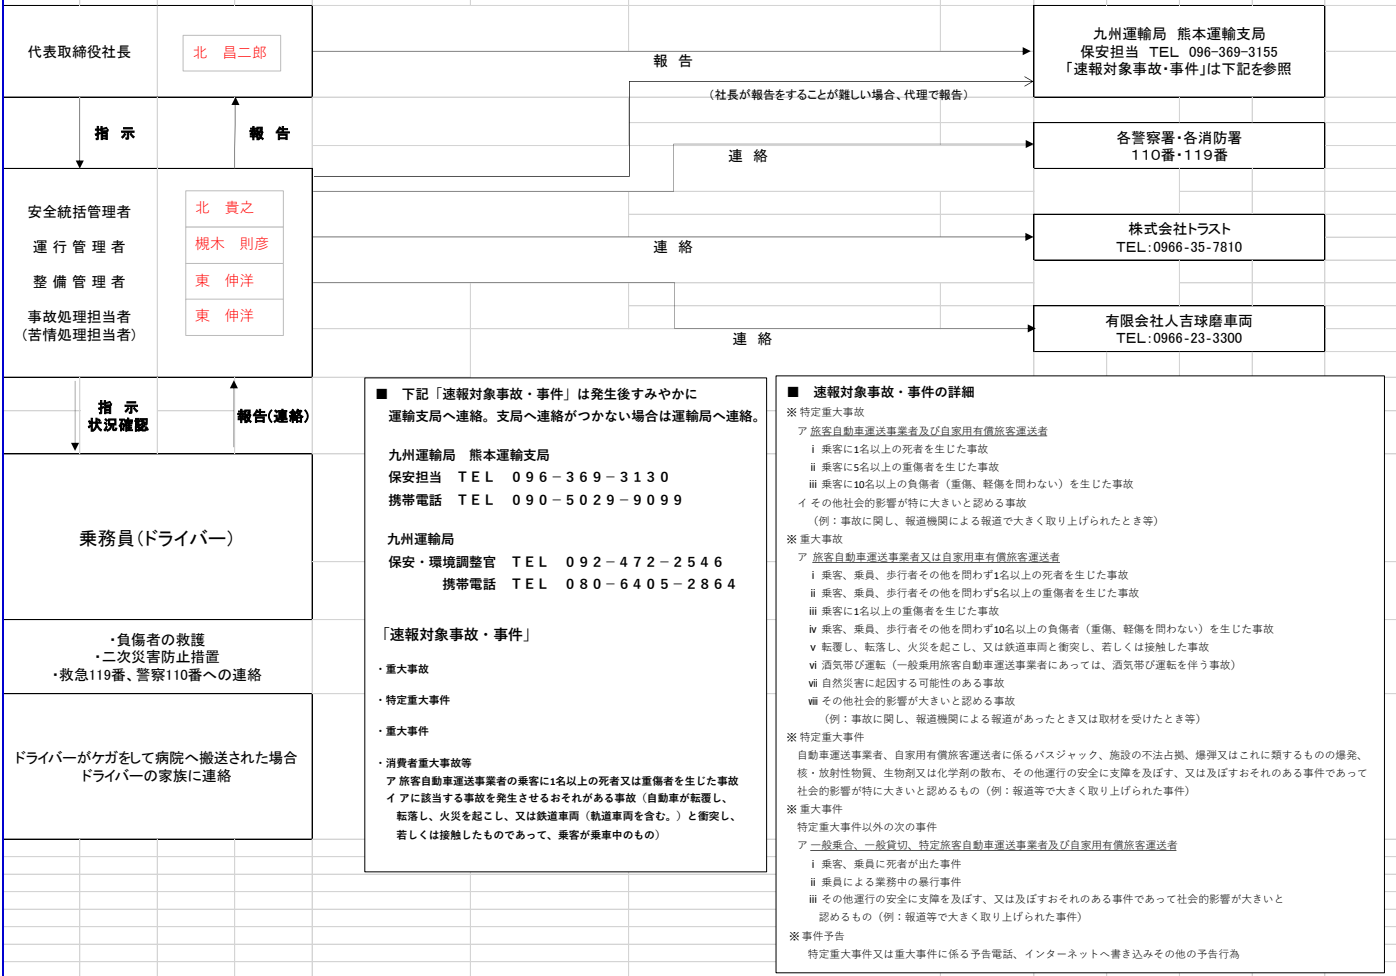 代表取締役社長
北　昌二郎
報 告
九州運輸局 熊本運輸支局
保安担当 TEL 096-369-3155
「速報対象事故・事件」は下記を参照
（社長が報告をすることが難しい場合、代理で報告）
指 示
報 告
連 絡
各警察署・各消防署
１１０番・１１９番
安全統括管理者
北　貴之
運 行 管 理 者
槻木　則彦
整 備 管 理 者
東　伸洋
事故処理担当者
（苦情処理担当者）
東　伸洋
連 絡
株式会社トラスト
ＴＥＬ：0966-35-7810
連 絡
有限会社人吉球磨車両
ＴＥＬ：0966-23-3300
指 示
状況確認
報告（連絡）
乗務員（ドライバー）
・負傷者の救護
・二次災害防止措置
・救急119番、警察110番への連絡
ドライバーがケガをして病院へ搬送された場合
ドライバーの家族に連絡
■　下記「速報対象事故・事件」は発生後すみやかに
運輸支局へ連絡。支局へ連絡がつかない場合は運輸局へ連絡。
九州運輸局　熊本運輸支局
保安担当　ＴＥＬ　０９６－３６９－３１３０
携帯電話　ＴＥＬ　０９０－５０２９－９０９９
九州運輸局
保安・環境調整官　ＴＥＬ　０９２－４７２－２５４６
携帯電話　ＴＥＬ　０８０－６４０５－２８６４
「速報対象事故・事件」
・重大事故
・特定重大事件
・重大事件
・消費者重大事故等
ア 旅客自動車運送事業者の乗客に1名以上の死者又は重傷者を生じた事故
イ アに該当する事故を発生させるおそれがある事故（自動車が転覆し、
転落し、火災を起こし、又は鉄道車両（軌道車両を含む。）と衝突し、
若しくは接触したものであって、乗客が乗車中のもの）
■　速報対象事故・事件の詳細
※ 特定重大事故
ア 旅客自動車運送事業者及び自家用有償旅客運送者
ⅰ 乗客に1名以上の死者を生じた事故
ⅱ 乗客に5名以上の重傷者を生じた事故
ⅲ 乗客に10名以上の負傷者（重傷、軽傷を問わない）を生じた事故
イ その他社会的影響が特に大きいと認める事故
（例：事故に関し、報道機関による報道で大きく取り上げられたとき等）
※ 重大事故
ア 旅客自動車運送事業者又は自家用車有償旅客運送者
ⅰ 乗客、乗員、歩行者その他を問わず1名以上の死者を生じた事故
ⅱ 乗客、乗員、歩行者その他を問わず5名以上の重傷者を生じた事故
ⅲ 乗客に1名以上の重傷者を生じた事故
ⅳ 乗客、乗員、歩行者その他を問わず10名以上の負傷者（重傷、軽傷を問わない）を生じた事故
ⅴ 転覆し、転落し、火災を起こし、又は鉄道車両と衝突し、若しくは接触した事故
ⅵ 酒気帯び運転（一般乗用旅客自動車運送事業者にあっては、酒気帯び運転を伴う事故）
ⅶ 自然災害に起因する可能性のある事故
ⅷ その他社会的影響が大きいと認める事故
（例：事故に関し、報道機関による報道があったとき又は取材を受けたとき等）
※ 特定重大事件
自動車運送事業者、自家用有償旅客運送者に係るバスジャック、施設の不法占拠、爆弾又はこれに類するものの爆発、
核・放射性物質、生物剤又は化学剤の散布、その他運行の安全に支障を及ぼす、又は及ぼすおそれのある事件であって
社会的影響が特に大きいと認めるもの（例：報道等で大きく取り上げられた事件）
※ 重大事件
特定重大事件以外の次の事件
ア 一般乗合、一般貸切、特定旅客自動車運送事業者及び自家用有償旅客運送者
ⅰ 乗客、乗員に死者が出た事件
ⅱ 乗員による業務中の暴行事件
ⅲ その他運行の安全に支障を及ぼす、又は及ぼすおそれのある事件であって社会的影響が大きいと
認めるもの（例：報道等で大きく取り上げられた事件）
※ 事件予告
特定重大事件又は重大事件に係る予告電話、インターネットへ書き込みその他の予告行為